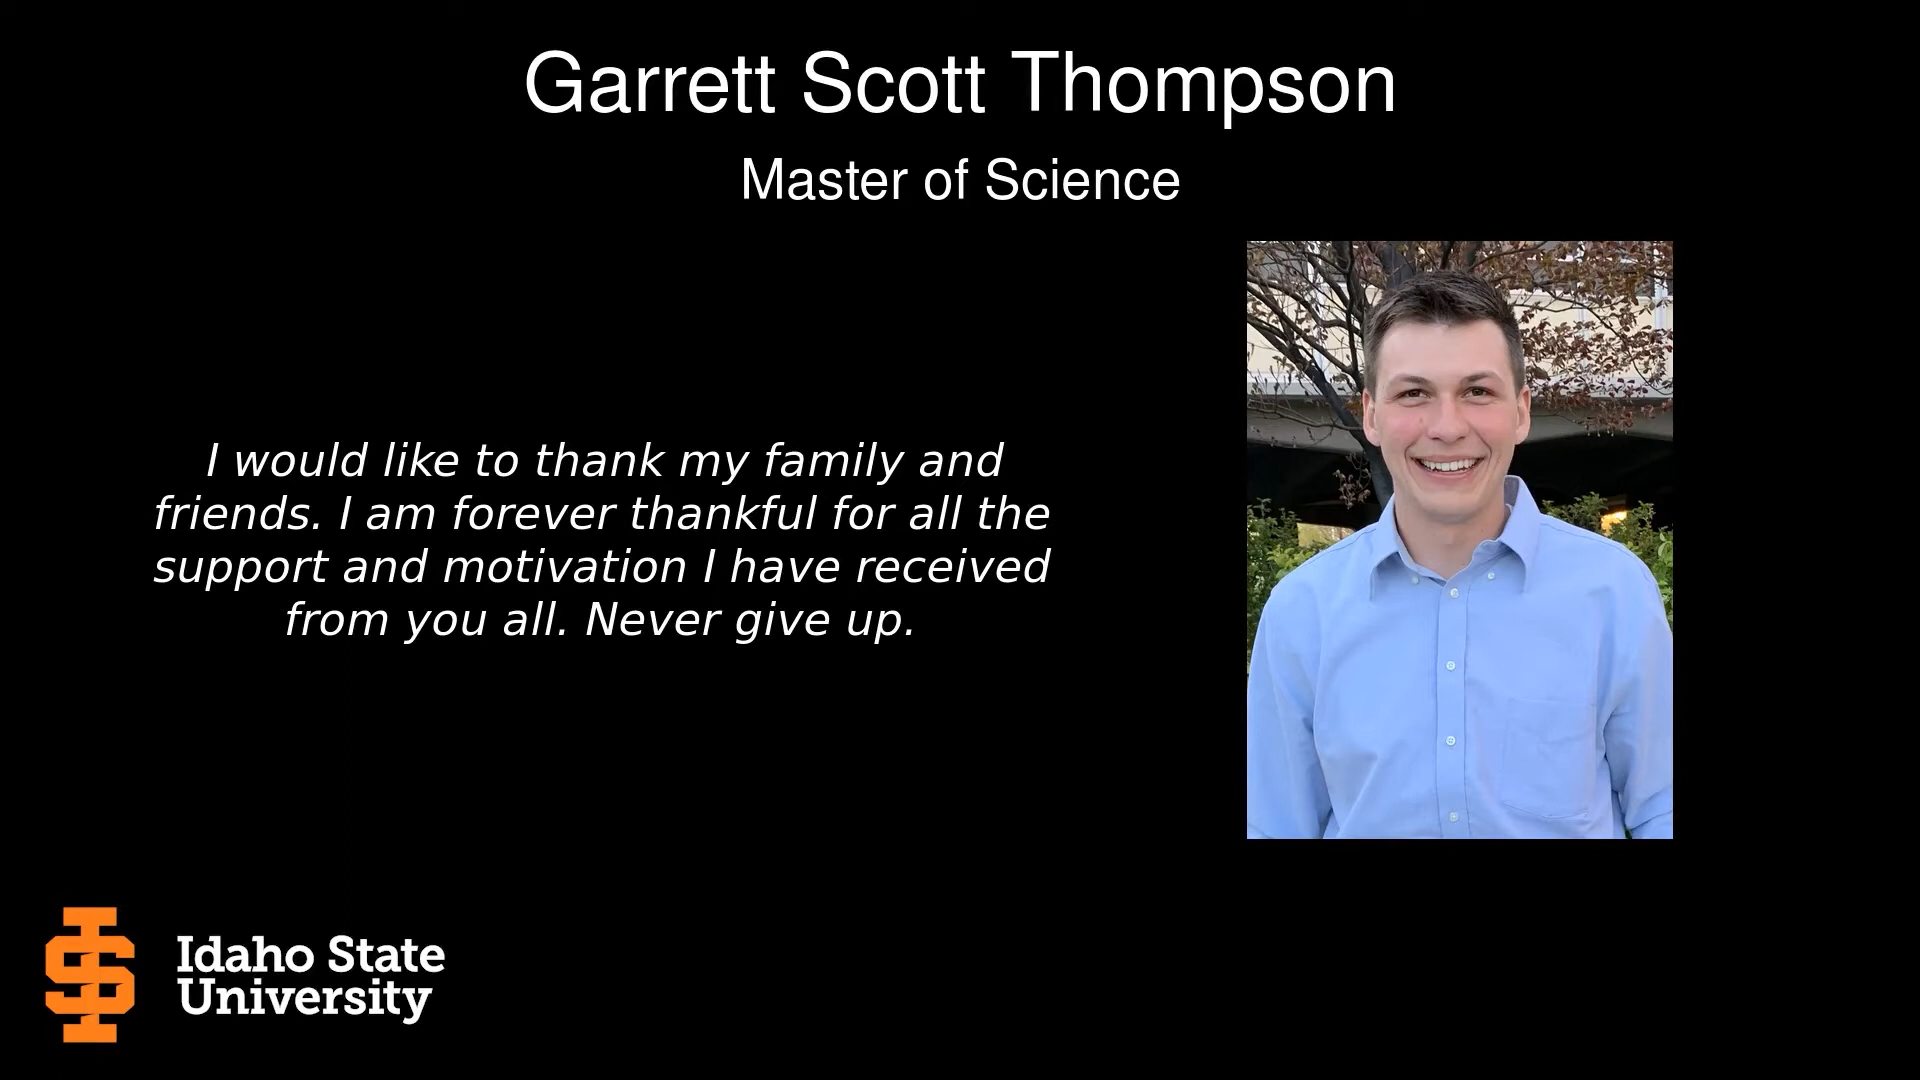 Garrett Scott Thompson
Master of Science
I would like to thank my family and
friends. I am forever thankful for all the
support and motivation I have received
from you all. Never give up.
Idaho State
University